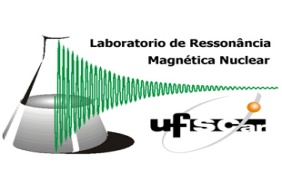 Laboratorio de Ressonância
Magnética Nuclear
ufscar